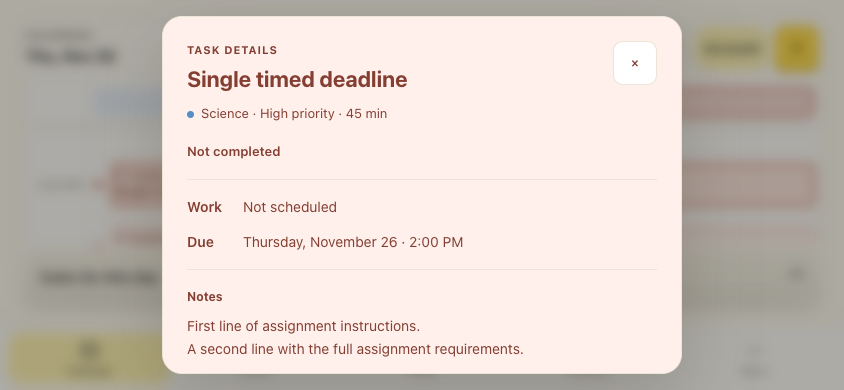 TASK DETAILS
Single timed deadline
×
Science · High priority · 45 min
Not completed
Work Not scheduled
Due Thursday, November 26 · 2:00 PM
Notes
First line of assignment instructions.
A second line with the full assignment requirements.